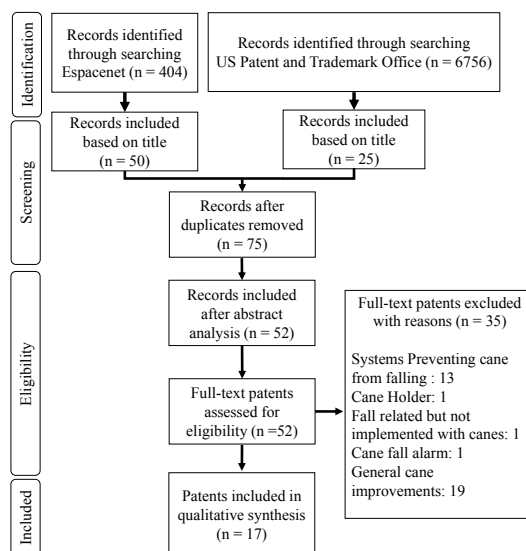 Identification
Records identified
through searching
Espacenet (n = 404)
Records identified through searching
US Patent and Trademark Office (n = 6756)
Screening
Records included
based on title
(n = 50)
Records included
based on title
(n = 25)
Records after
duplicates removed
(n = 75)
Eligibility
Records included
after abstract
analysis (n = 52)
Full-text patents
assessed for
eligibility (n =52)
Full-text patents excluded
with reasons (n = 35)
Systems Preventing cane
from falling : 13
Cane Holder: 1
Fall related but not
implemented with canes: 1
Cane fall alarm: 1
General cane
improvements: 19
Included
Patents included in
qualitative synthesis
(n = 17)